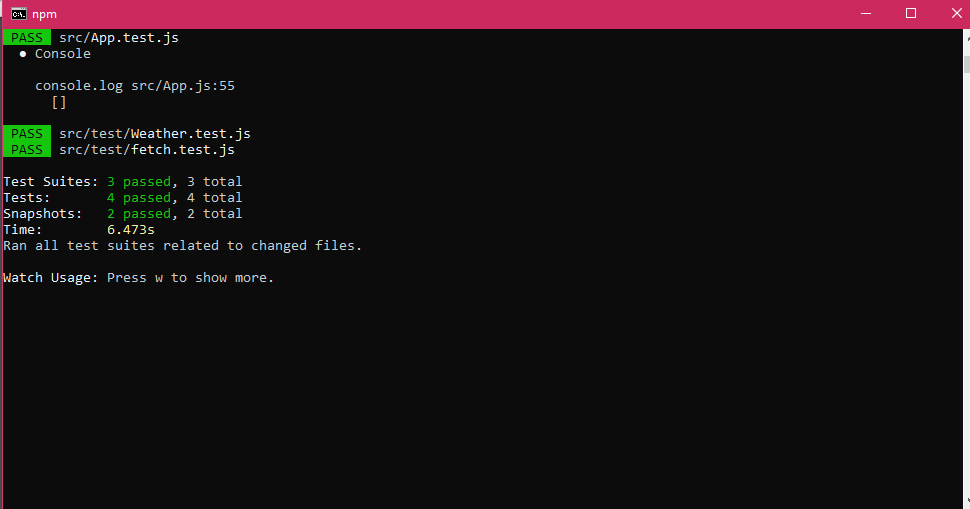 npm
PASS src/App.test.js
● Console
console.log src/App.js:55
[]
PASS src/test/Weather.test.js
PASS src/test/fetch.test.js
Test Suites: 3 passed, 3 total
Tests: 4 passed, 4 total
Snapshots: 2 passed, 2 total
Time: 6.473s
Ran all test suites related to changed files.
Watch Usage: Press w to show more.